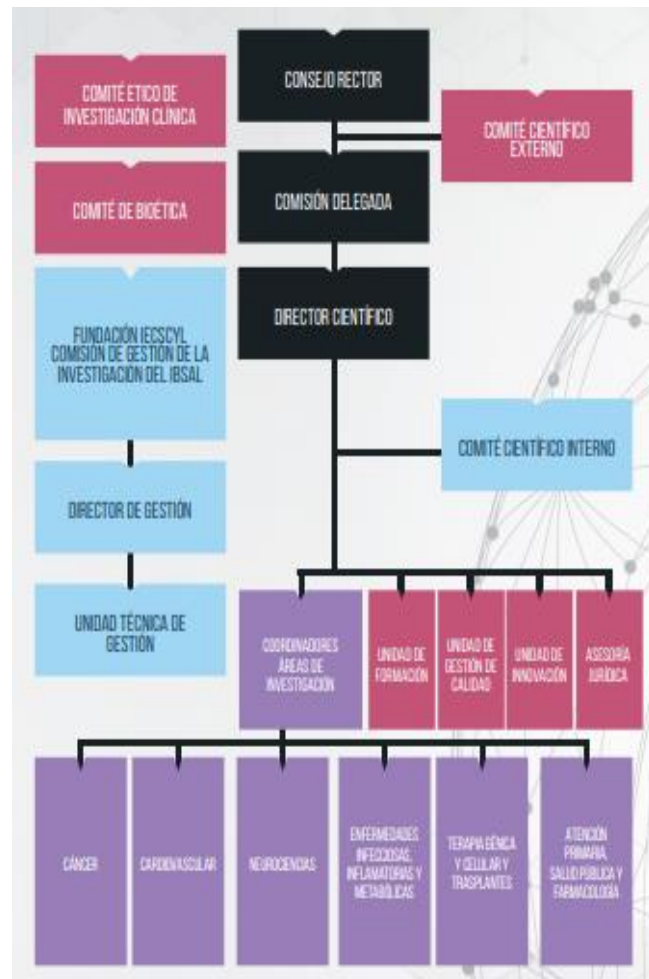 COMITÉ ETICO DE
INVESTIGACIÓN CLÍNICA
CONSEJO RECTOR
COMITÉ CIENTÍFICO
EXTERNO
COMITÉ DE BIOÉTICA
COMISIÓN DELEGADA
FUNDACIÓN IECSCYL
COMISIÓN DE GESTIÓN DE LA
INVESTIGACIÓN DEL IBSAL
DIRECTOR CIENTÍFICO
COMITÉ CIENTÍFICO INTERNO
DIRECTOR DE GESTIÓN
UNIDAD TÉCNICA DE
GESTIÓN
COORDINADORES
ÁREAS DE
INVESTIGACIÓN
UNIDAD DE
FORMACIÓN
UNIDAD DE
GESTIÓN DE
CALIDAD
UNIDAD DE
INNOVACIÓN
ASESORÍA
JURÍDICA
CÁNCER
CARDIOVASCULAR
NEUROCIENCIAS
ENFERMEDADES
INFECCIOSAS,
INFLAMATORIAS Y
METABÓLICAS
TERAPIA GÉNICA
Y CELULAR Y
TRASPLANTES
ATENCIÓN
PRIMARIA,
SALUD PÚBLICA Y
FARMACOLOGÍA